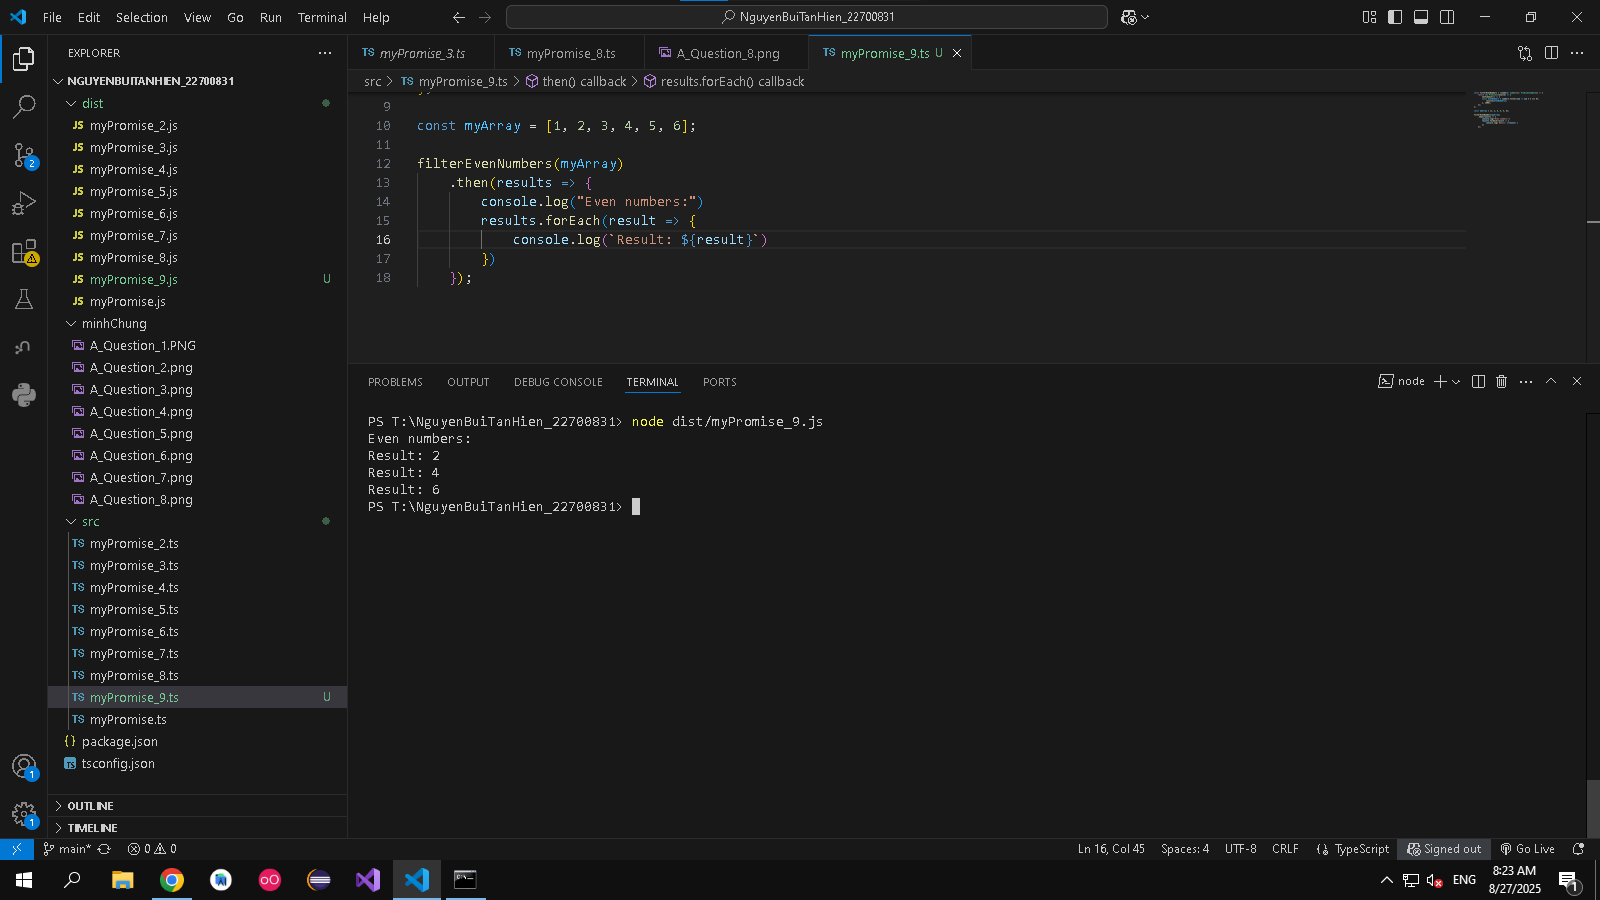 File Edit Selection View Go Run Terminal Help
NguyenBuiTanHien_22700831
EXPLORER
TS myPromise_3.ts
TS myPromise_8.ts
A_Question_8.png
TS myPromise_9.ts U
src > TS myPromise_9.ts > then() callback > results.forEach() callback
NGUYENBUITANHIEN_22700831
dist
JS myPromise_2.js
JS myPromise_3.js
JS myPromise_4.js
JS myPromise_5.js
JS myPromise_6.js
JS myPromise_7.js
JS myPromise_8.js
JS myPromise_9.js U
JS myPromise.js
minhChung
A_Question_1.PNG
A_Question_2.png
A_Question_3.png
A_Question_4.png
A_Question_5.png
A_Question_6.png
A_Question_7.png
A_Question_8.png
src
TS myPromise_2.ts
TS myPromise_3.ts
TS myPromise_4.ts
TS myPromise_5.ts
TS myPromise_6.ts
TS myPromise_7.ts
TS myPromise_8.ts
TS myPromise_9.ts U
TS myPromise.ts
{} package.json
TS tsconfig.json
OUTLINE
TIMELINE
2
1
1
9
10 const myArray = [1, 2, 3, 4, 5, 6];
11
12 filterEvenNumbers(myArray)
13 .then(results => {
14 console.log("Even numbers:")
15 results.forEach(result => {
16 console.log(`Result: ${result}`)
17 })
18 });
PROBLEMS OUTPUT DEBUG CONSOLE TERMINAL PORTS
node
PS T:\NguyenBuiTanHien_22700831> node dist/myPromise_9.js
Even numbers:
Result: 2
Result: 4
Result: 6
PS T:\NguyenBuiTanHien_22700831>
main* 0 0
Ln 16, Col 45 Spaces: 4 UTF-8 CRLF {} TypeScript Signed out Go Live
ENG
8:23 AM
8/27/2025
1